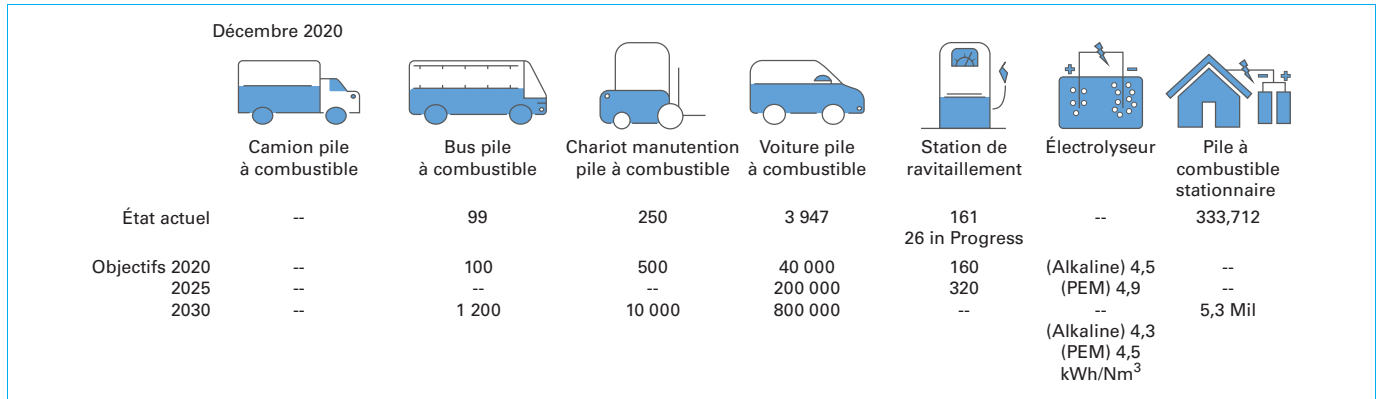 Décembre 2020
Camion pile à combustible
Bus pile à combustible
Chariot manutention pile à combustible
Voiture pile à combustible
Station de ravitaillement
Électrolyseur
Pile à combustible stationnaire
État actuel -- 99 250 3 947 161 -- 333,712
26 in Progress
Objectifs 2020 -- 100 500 40 000 160 (Alkaline) 4,5 --
2025 -- -- -- 200 000 320 (PEM) 4,9 --
2030 -- 1 200 10 000 800 000 -- -- 5,3 Mil
(Alkaline) 4,3
(PEM) 4,5
kWh/Nm³